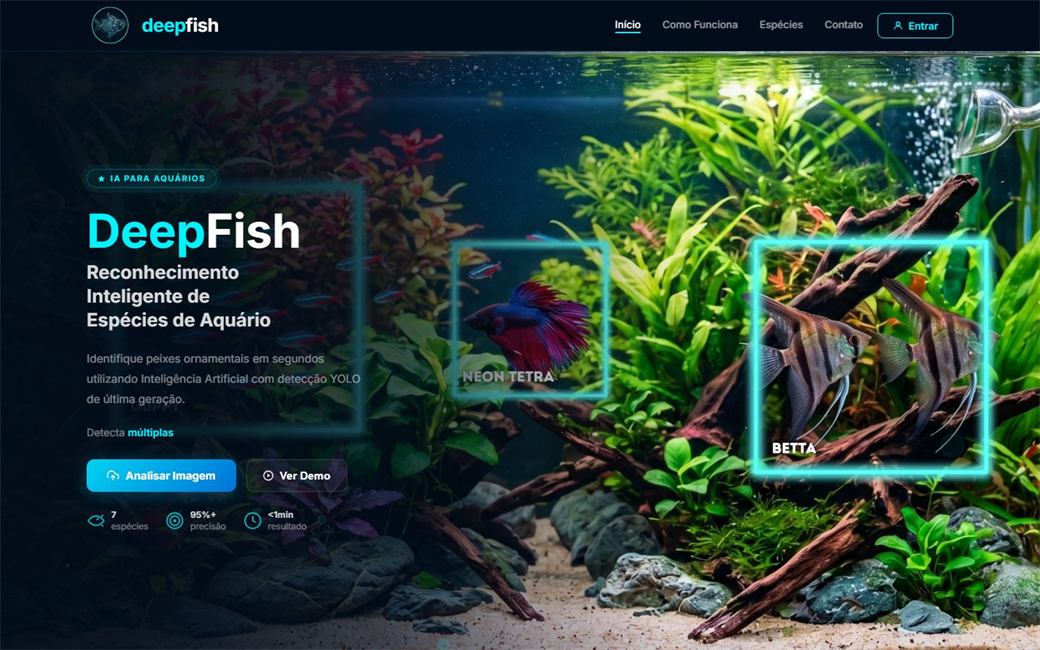 deepfish
Início
Como Funciona
Espécies
Contato
Entrar
IA PARA AQUÁRIOS
DeepFish
Reconhecimento
Inteligente de
Espécies de Aquário
Identifique peixes ornamentais em segundos
utilizando Inteligência Artificial com detecção YOLO
de última geração.
GUPPY
Detecta múltiplas
Analisar Imagem
Ver Demo
7
espécies
95%+
precisão
<1min
resultado
NEON TETRA
BETTA